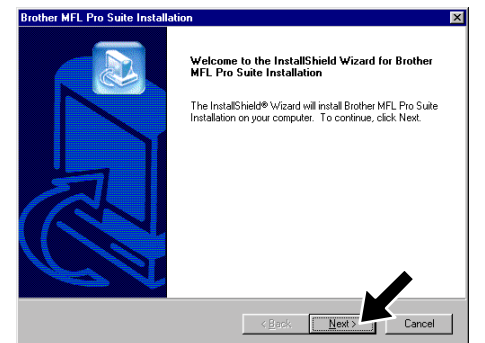 Brother MFL Pro Suite Installation
Welcome to the InstallShield Wizard for Brother
MFL Pro Suite Installation
The InstallShield® Wizard will install Brother MFL Pro Suite
Installation on your computer. To continue, click Next.
< Back Next > Cancel